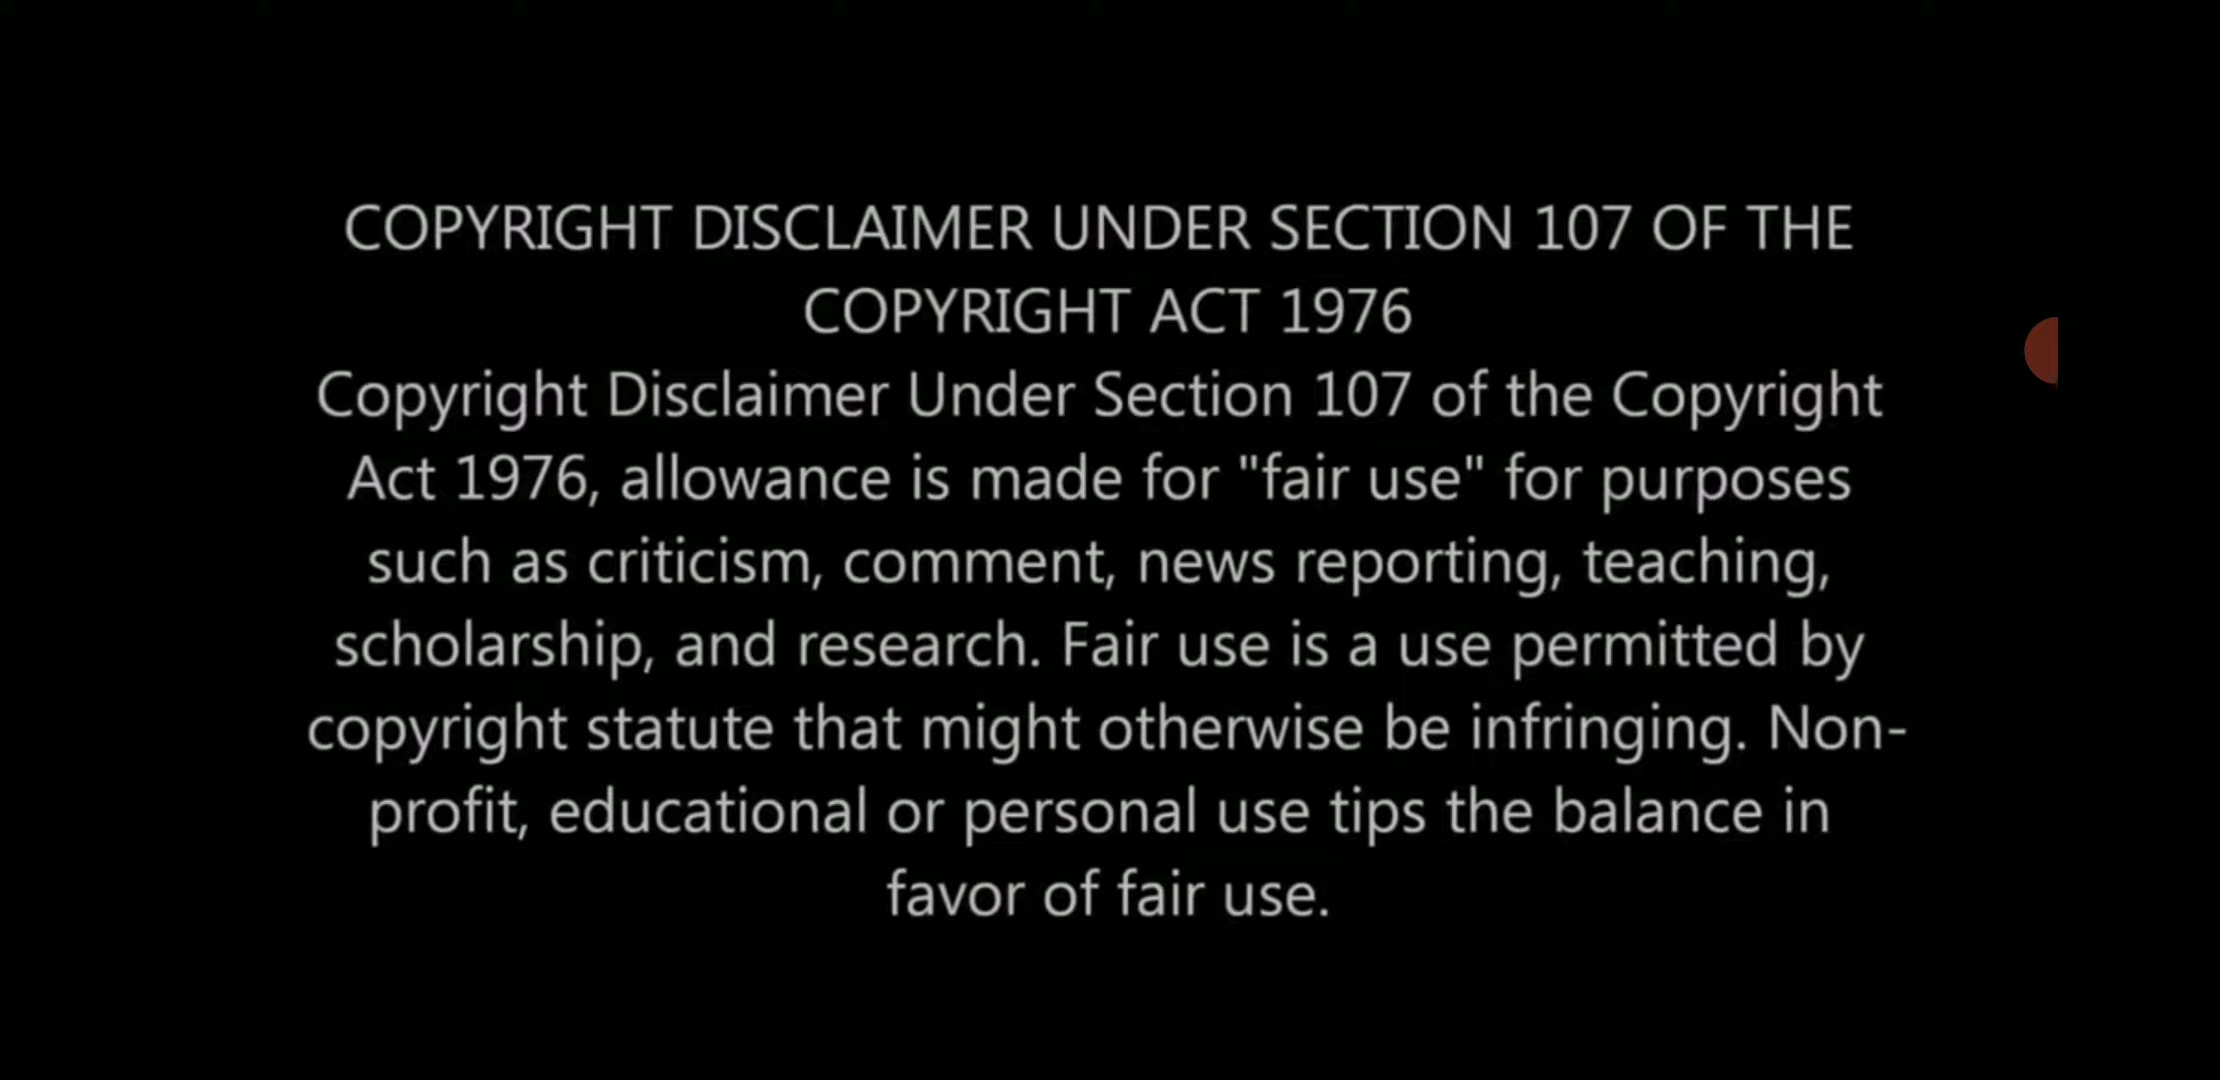 COPYRIGHT DISCLAIMER UNDER SECTION 107 OF THE
COPYRIGHT ACT 1976
Copyright Disclaimer Under Section 107 of the Copyright
Act 1976, allowance is made for "fair use" for purposes
such as criticism, comment, news reporting, teaching,
scholarship, and research. Fair use is a use permitted by
copyright statute that might otherwise be infringing. Non-
profit, educational or personal use tips the balance in
favor of fair use.